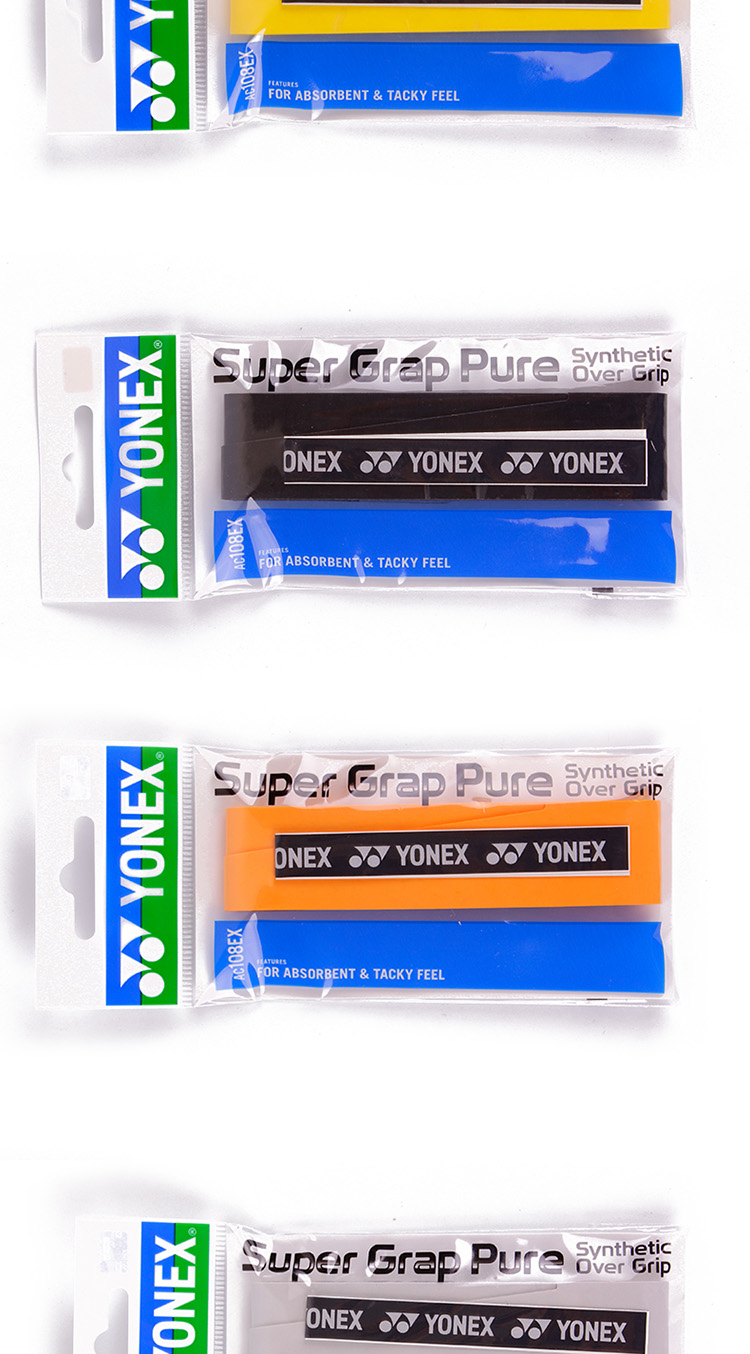 Y
AC108EX
FEATURES
FOR ABSORBENT & TACKY FEEL
YONEX®
Super Grap Pure
Synthetic
Over Grip
ONEX YONEX YONEX
AC108EX
FEATURES
FOR ABSORBENT & TACKY FEEL
YONEX®
Super Grap Pure
Synthetic
Over Grip
ONEX YONEX YONEX
AC108EX
FEATURES
FOR ABSORBENT & TACKY FEEL
YONEX®
Super Grap Pure
Synthetic
Over Grip
ONEX YONEX YONEX